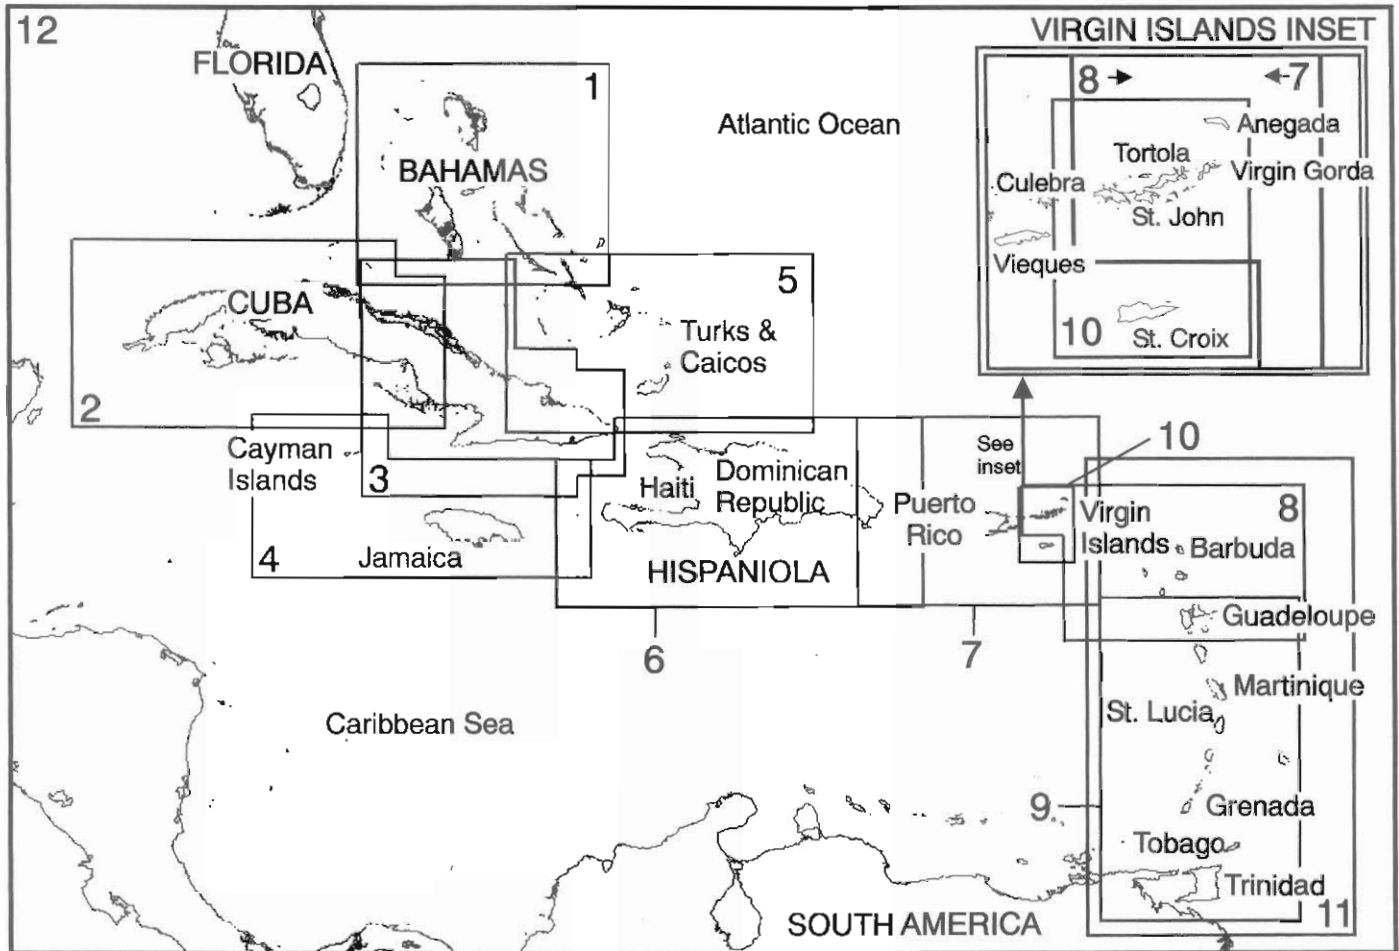 12
FLORIDA
VIRGIN ISLANDS INSET
1
8
7
Atlantic Ocean
Anegada
Tortola
Virgin Gorda
Culebra
St. John
Vieques
10
St. Croix
BAHAMAS
5
CUBA
Turks &
Caicos
2
Cayman
Islands
3
See
inset
10
Haiti
Dominican
Republic
Puerto
Rico
Virgin
Islands
8
Barbuda
4
Jamaica
HISPANIOLA
Guadeloupe
6
7
Martinique
St. Lucia
Caribbean Sea
9
Grenada
Tobago
Trinidad
SOUTH AMERICA
11